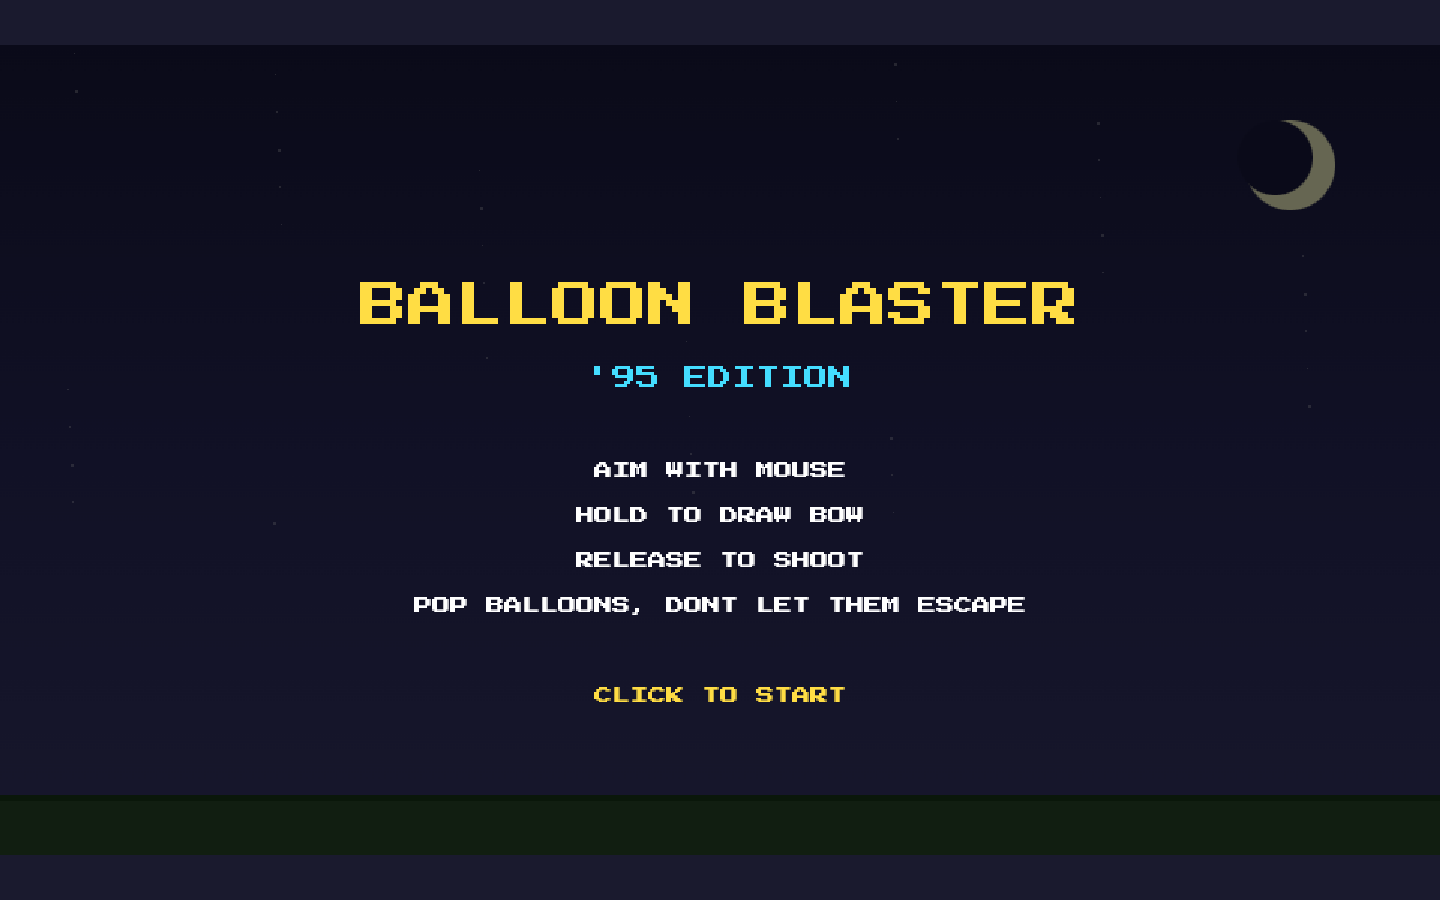 BALLOON BLASTER
'95 EDITION
AIM WITH MOUSE
HOLD TO DRAW BOW
RELEASE TO SHOOT
POP BALLOONS, DONT LET THEM ESCAPE
CLICK TO START